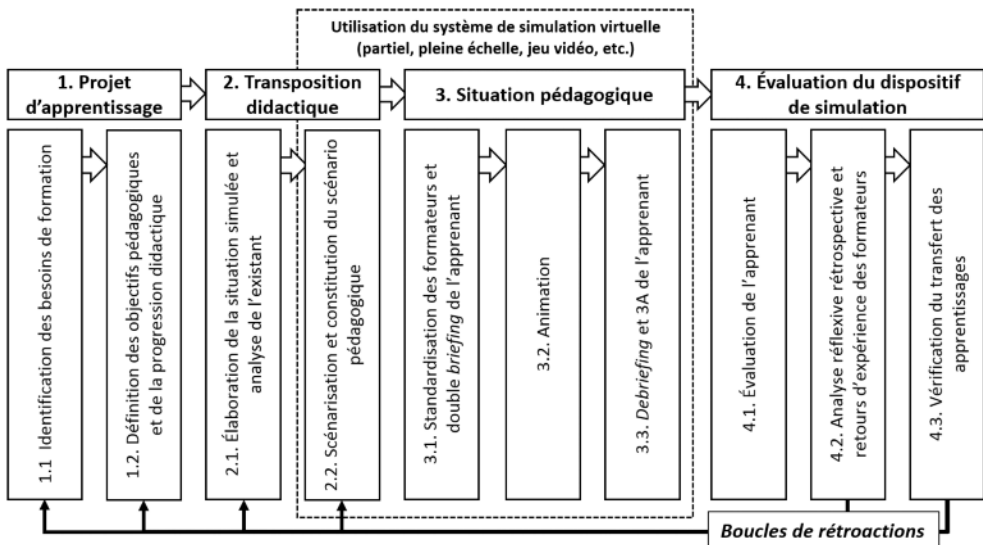 Utilisation du système de simulation virtuelle
(partiel, pleine échelle, jeu vidéo, etc.)
1. Projet
d’apprentissage
2. Transposition
didactique
3. Situation pédagogique
4. Évaluation du dispositif
de simulation
1.1 Identification des besoins de formation
1.2. Définition des objectifs pédagogiques
et de la progression didactique
2.1. Élaboration de la situation simulée et
analyse de l’existant
2.2. Scénarisation et constitution du scénario
pédagogique
3.1. Standardisation des formateurs et
double briefing de l’apprenant
3.2. Animation
3.3. Debriefing et 3A de l’apprenant
4.1. Évaluation de l’apprenant
4.2. Analyse réflexive rétrospective et
retours d’expérience des formateurs
4.3. Vérification du transfert des
apprentissages
Boucles de rétroactions